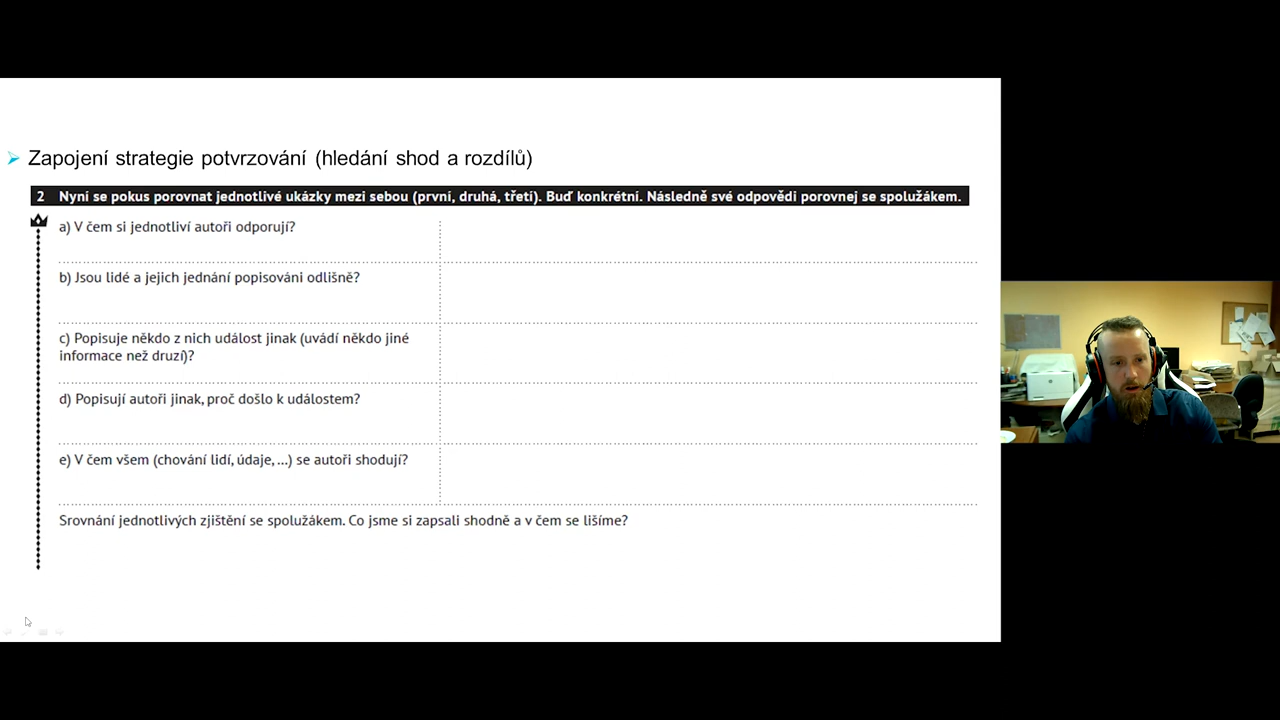 Zapojení strategie potvrzování (hledání shod a rozdílů)
2 Nyní se pokus porovnat jednotlivé ukázky mezi sebou (první, druhá, třetí). Buď konkrétní. Následně své odpovědi porovnej se spolužákem.
a) V čem si jednotliví autoři odporují?
b) Jsou lidé a jejich jednání popisováni odlišně?
c) Popisuje někdo z nich událost jinak (uvádí někdo jiné
informace než druzí)?
d) Popisují autoři jinak, proč došlo k událostem?
e) V čem všem (chování lidí, údaje, ...) se autoři shodují?
Srovnání jednotlivých zjištění se spolužákem. Co jsme si zapsali shodně a v čem se lišíme?